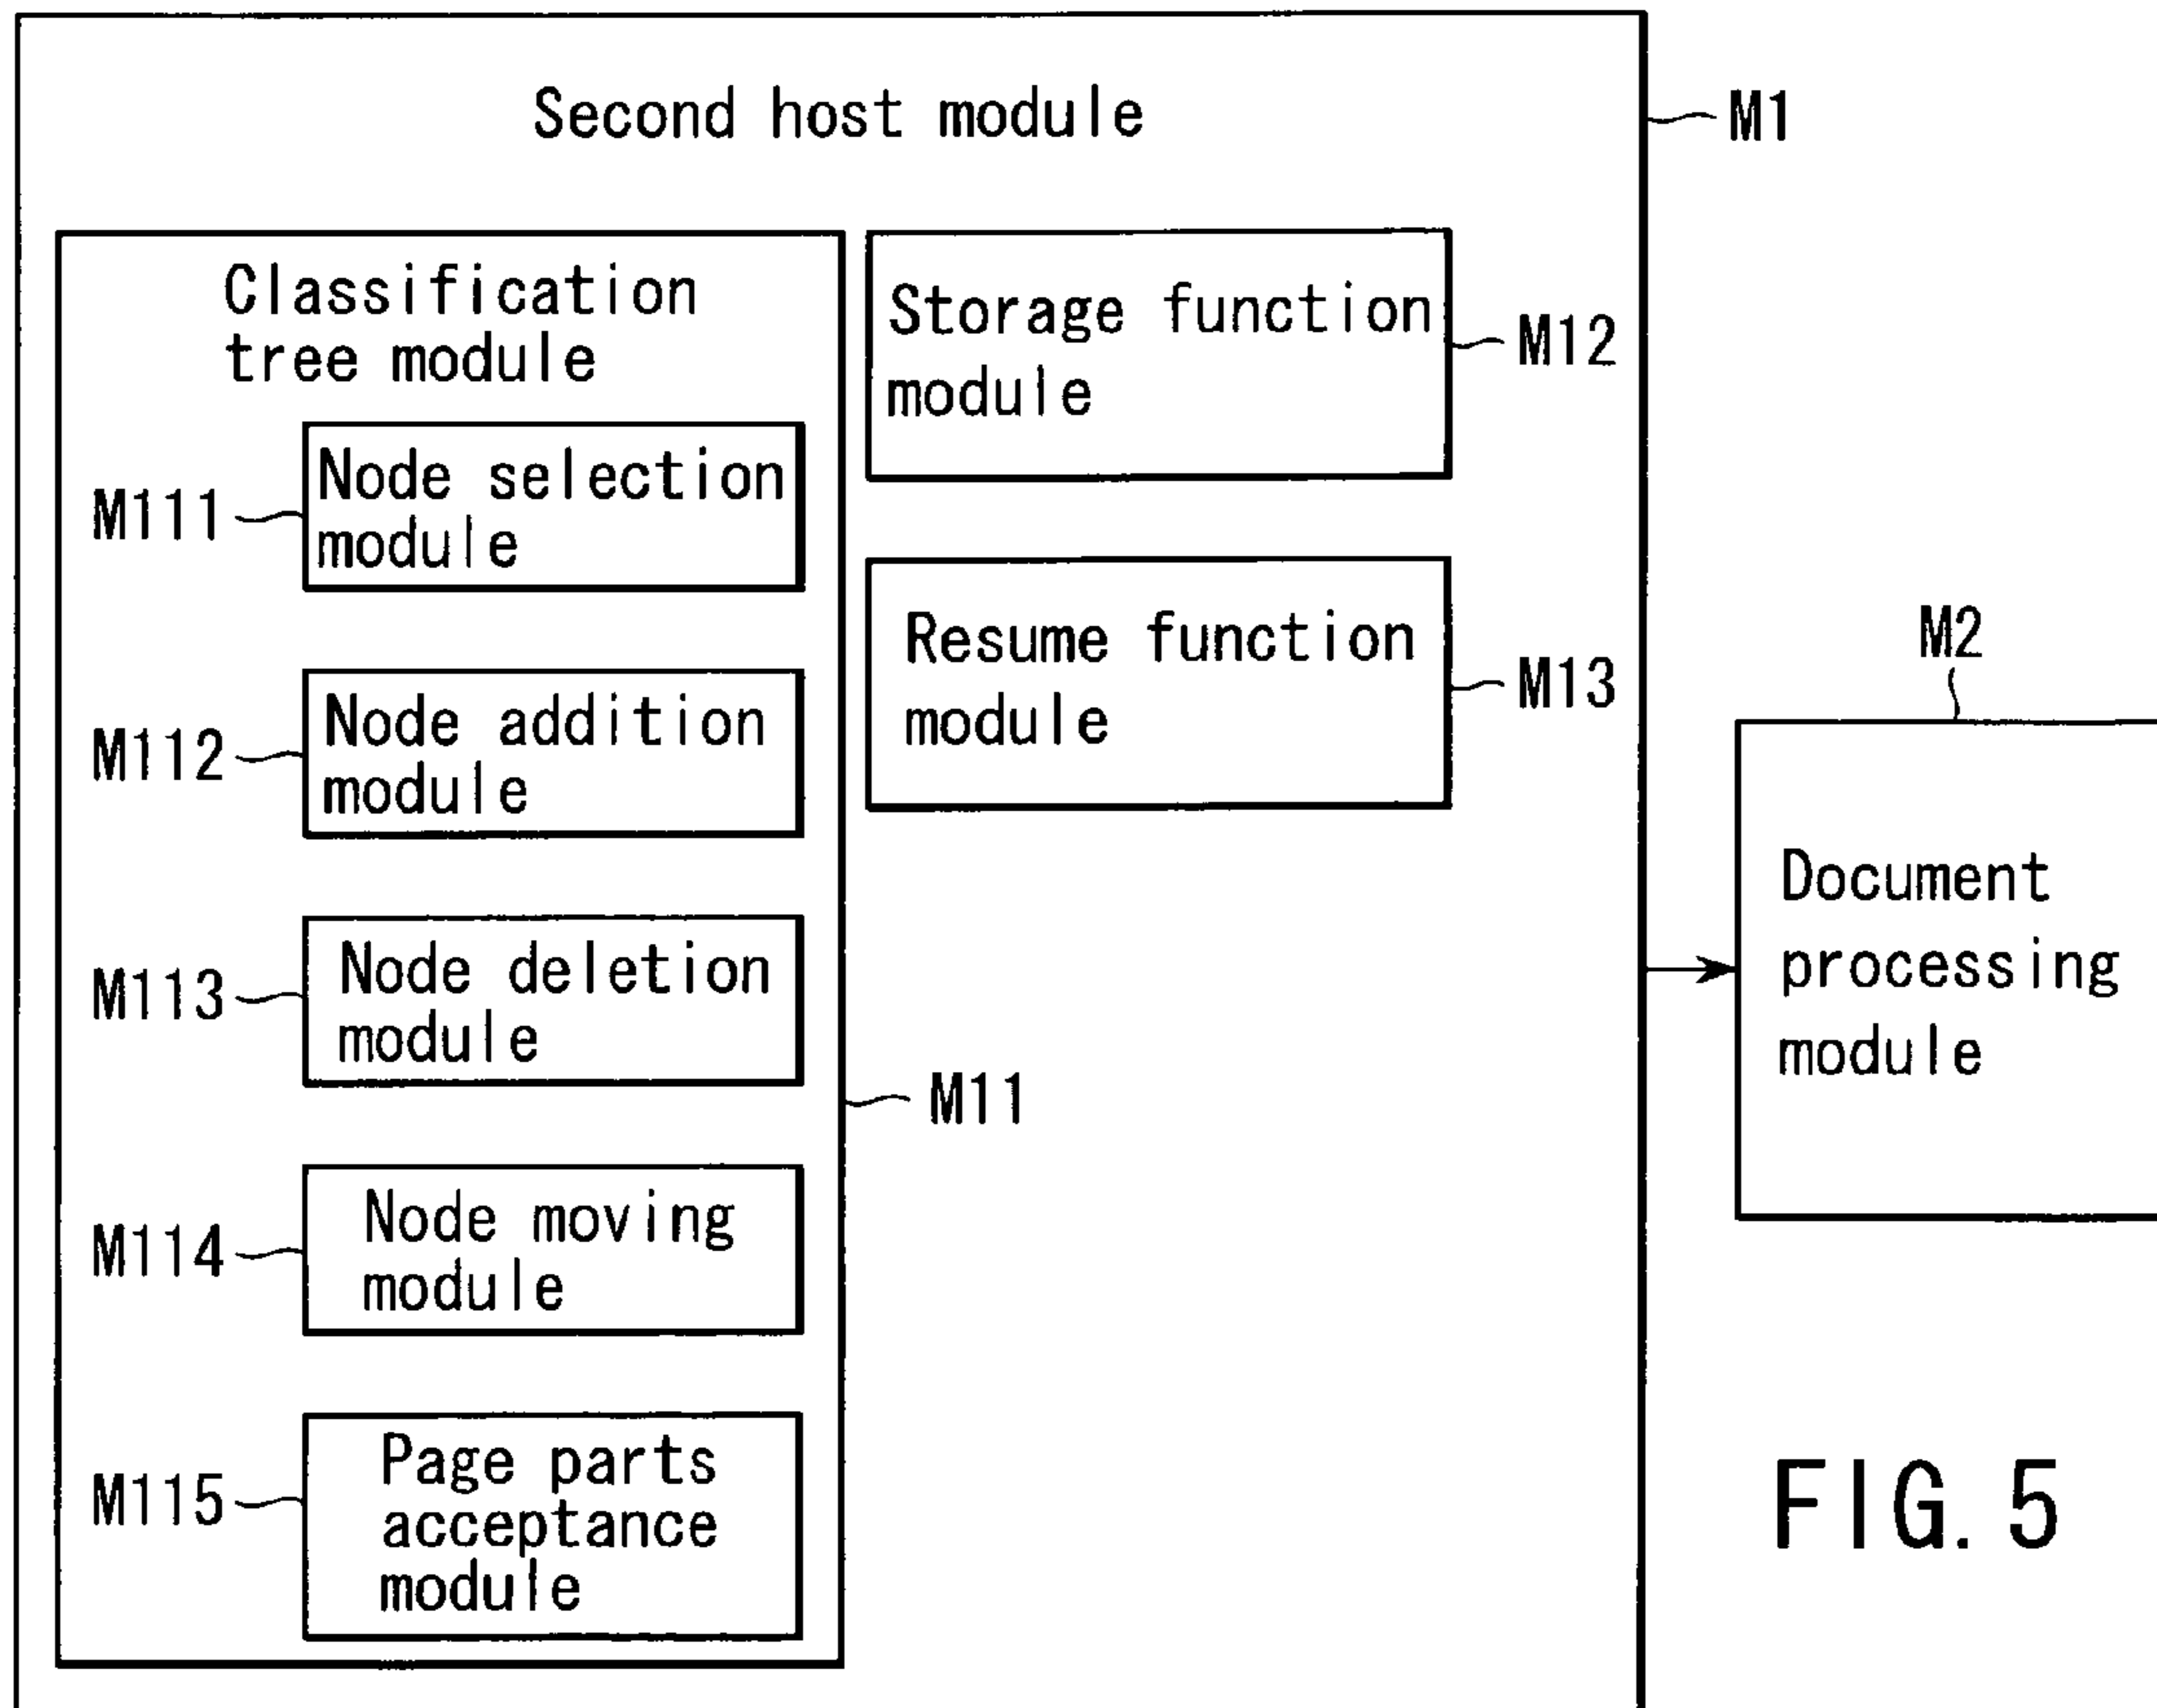 Second host module
M1
Classification
tree module
M111
Node selection
module
M112
Node addition
module
M113
Node deletion
module
M114
Node moving
module
M115
Page parts
acceptance
module
M11
Storage function
module
M12
Resume function
module
M13
M2
Document
processing
module
FIG. 5